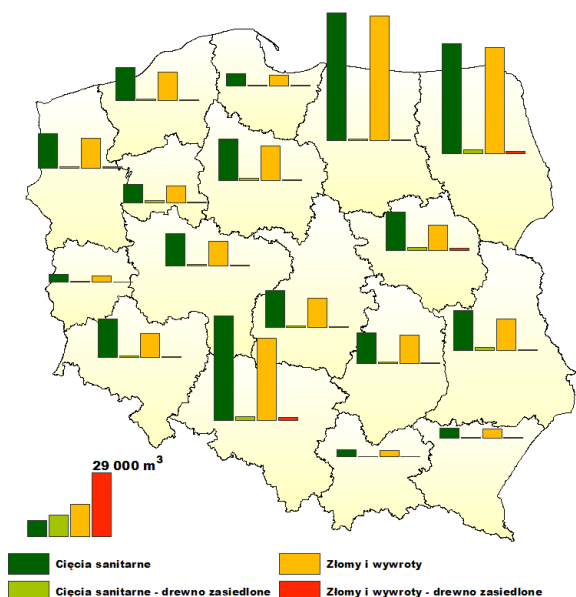 29 000 m³
Cięcia sanitarne
Złomy i wywroty
Cięcia sanitarne - drewno zasiedlone
Złomy i wywroty - drewno zasiedlone